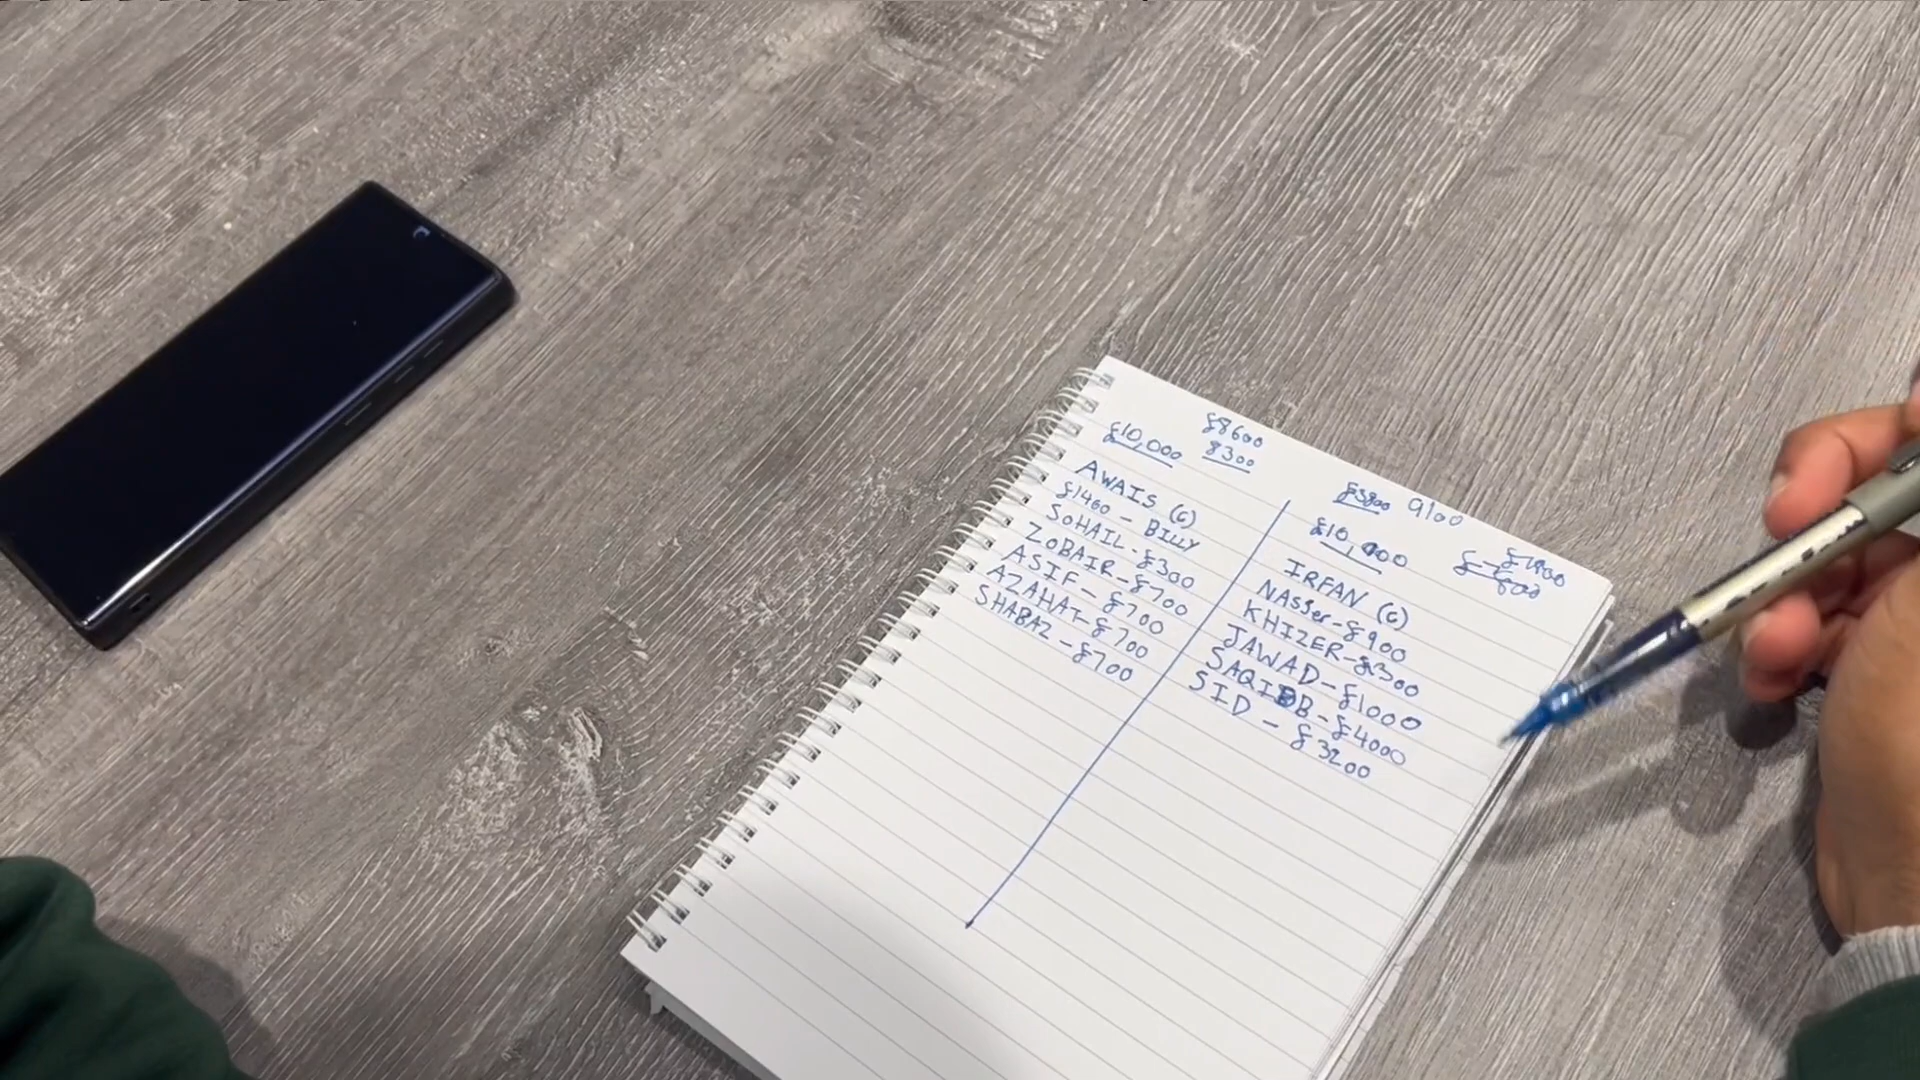 £10,000
£8600
8300
AWAIS (C)
£1460 - BILLY
SOHAIL - £300
ZOBAIR - £700
ASIF - £700
AZAHAT - £700
SHABAZ - £700
9100
£10,000
IRFAN (C)
NASSer - £900
KHIZER - £300
JAWAD - £1000
SAQIB - £4000
SID - £3200